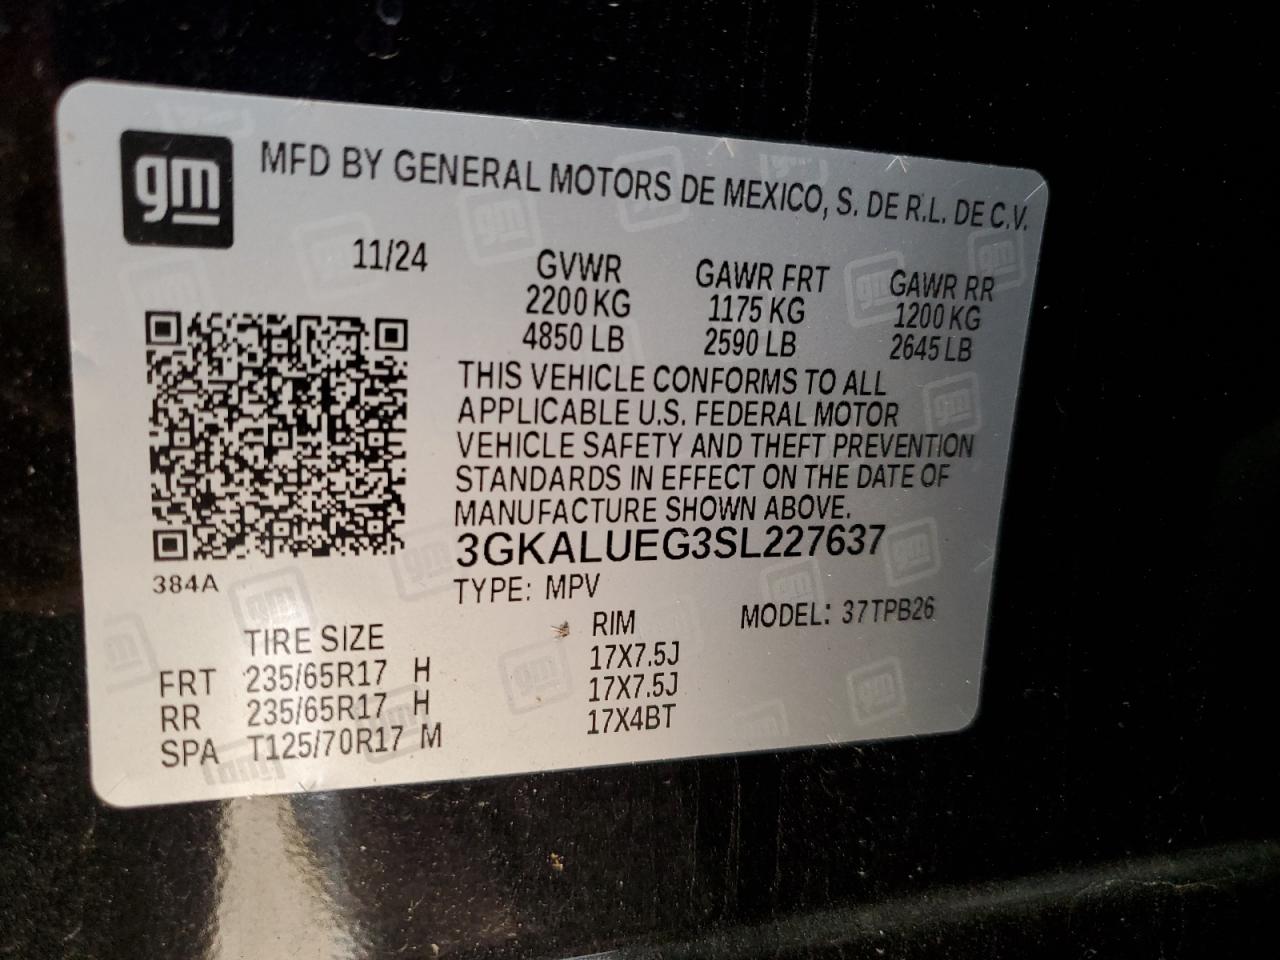 gm MFD BY GENERAL MOTORS DE MEXICO, S. DE R.L. DE C.V.
11/24 GVWR GAWR FRT GAWR RR
2200 KG 1175 KG 1200 KG
4850 LB 2590 LB 2645 LB
THIS VEHICLE CONFORMS TO ALL
APPLICABLE U.S. FEDERAL MOTOR
VEHICLE SAFETY AND THEFT PREVENTION
STANDARDS IN EFFECT ON THE DATE OF
MANUFACTURE SHOWN ABOVE.
3GKALUEG3SL227637
384A
TYPE: MPV
MODEL: 37TPB26
TIRE SIZE RIM
FRT 235/65R17 H 17X7.5J
RR 235/65R17 H 17X7.5J
SPA T125/70R17 M 17X4BT